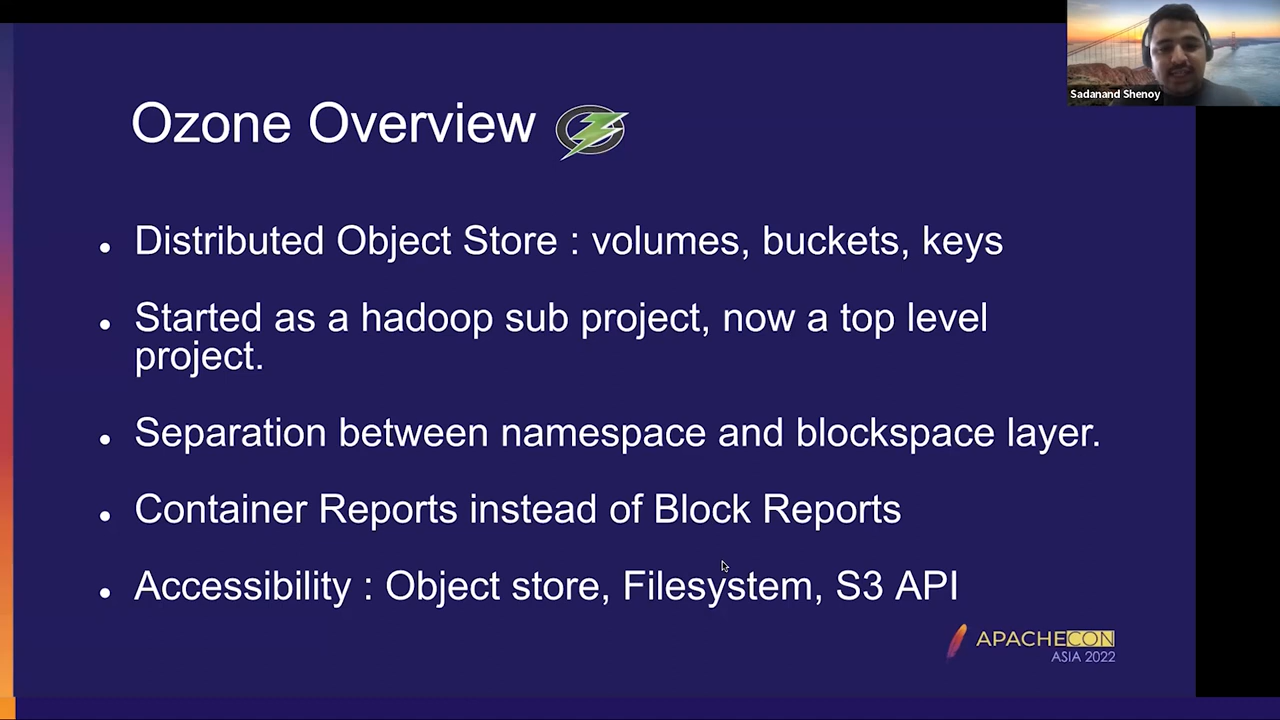 Sadanand Shenoy
Ozone Overview
Distributed Object Store : volumes, buckets, keys
Started as a hadoop sub project, now a top level
project.
Separation between namespace and blockspace layer.
Container Reports instead of Block Reports
Accessibility : Object store, Filesystem, S3 API
APACHECON
ASIA 2022